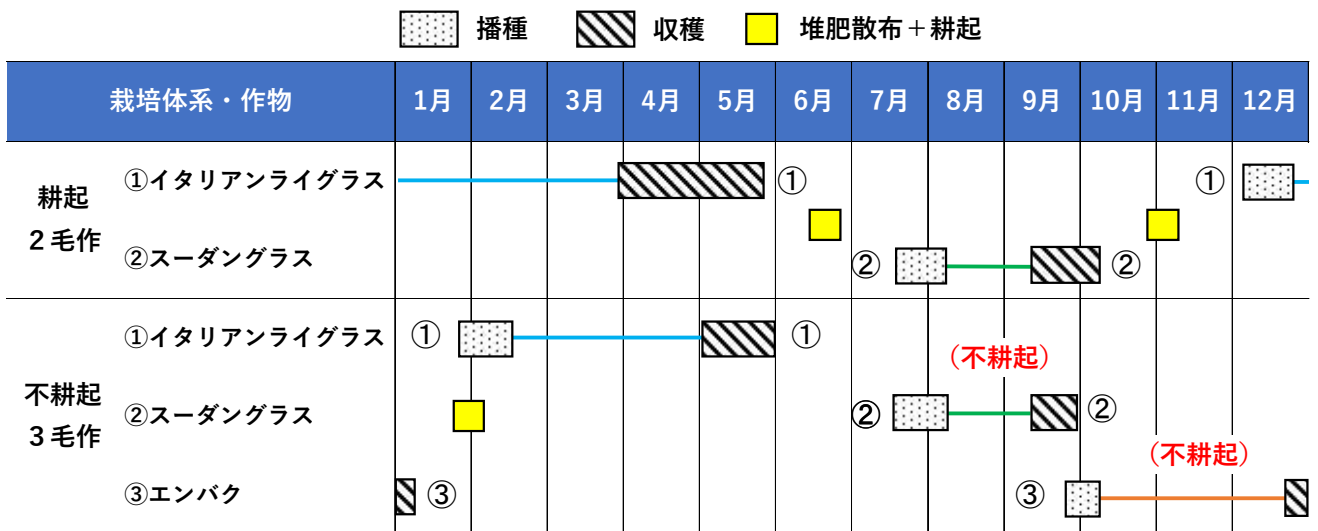 播種 収穫 堆肥散布＋耕起
栽培体系・作物 1月 2月 3月 4月 5月 6月 7月 8月 9月 10月 11月 12月
耕起
２毛作
①イタリアンライグラス ① ①
②スーダングラス ② ②
不耕起
３毛作
①イタリアンライグラス ① ①
（不耕起）
②スーダングラス ② ②
（不耕起）
③エンバク ③ ③